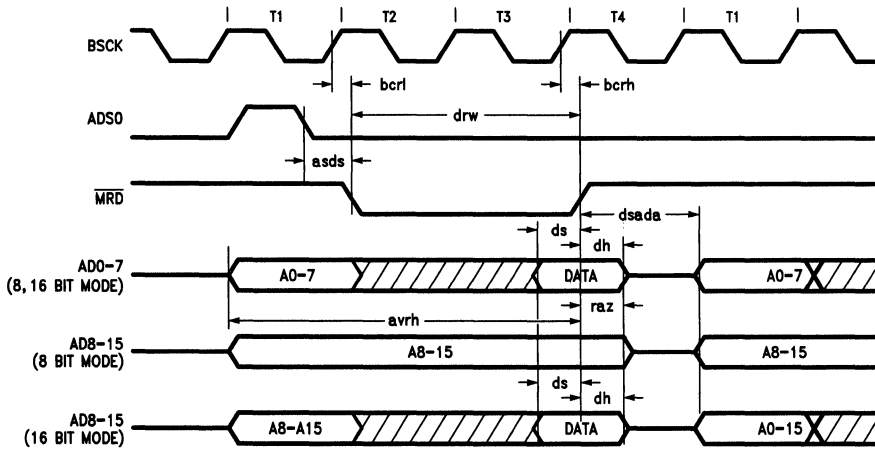 T1 T2 T3 T4 T1
BSCK
bcrl bcrh
ADS0 drw
asds
MRD
dsada
ds dh
AD0-7
(8,16 BIT MODE)
A0-7 DATA A0-7
avrh raz
AD8-15
(8 BIT MODE)
A8-15 A8-15
ds dh
AD8-15
(16 BIT MODE)
A8-A15 DATA A0-15